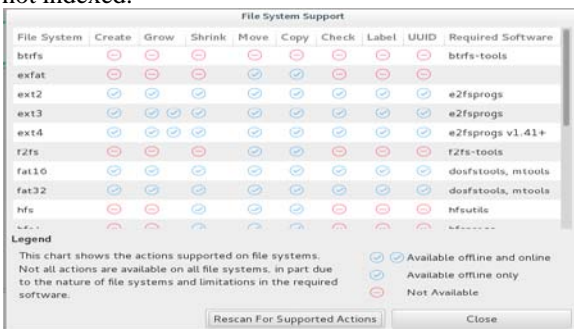 not indexed.
File System Support
File System Create Grow Shrink Move Copy Check Label UUID Required Software
btrfs btrfs-tools
exfat
ext2 e2fsprogs
ext3 e2fsprogs
ext4 e2fsprogs v1.41+
f2fs f2fs-tools
fat16 dosfstools, mtools
fat32 dosfstools, mtools
hfs hfsutils
Legend
This chart shows the actions supported on file systems.
Not all actions are available on all file systems, in part due
to the nature of file systems and limitations in the required
software.
Available offline and online
Available offline only
Not Available
Rescan For Supported Actions Close